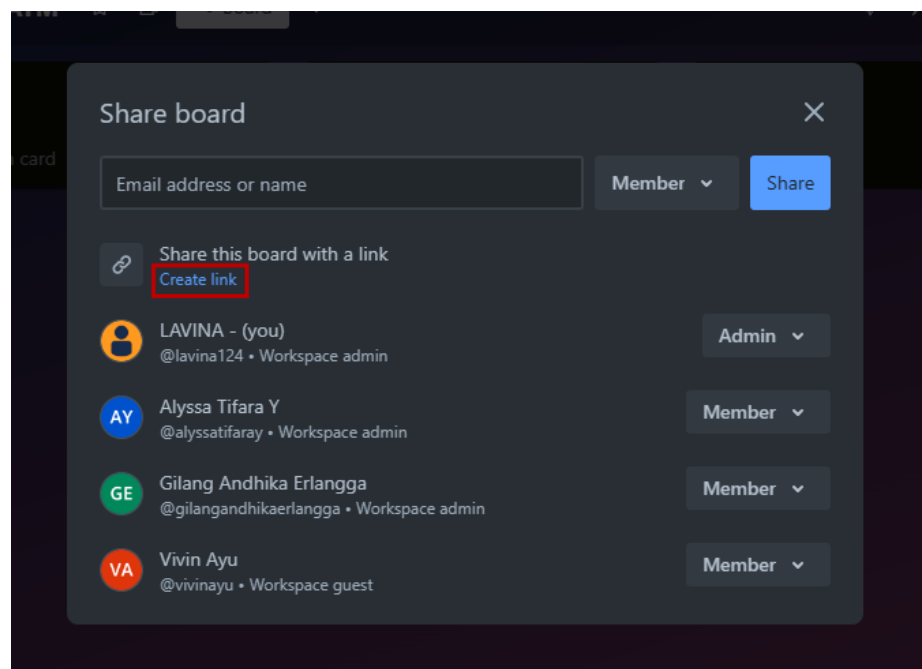 Share board
Email address or name
Member
Share
card
Share this board with a link
Create link
LAVINA - (you)
@lavina124 • Workspace admin
Admin
AY
Alyssa Tifara Y
@alyssatifaray • Workspace admin
Member
GE
Gilang Andhika Erlangga
@gilangandhikaerlangga • Workspace admin
Member
VA
Vivin Ayu
@vivinayu • Workspace guest
Member